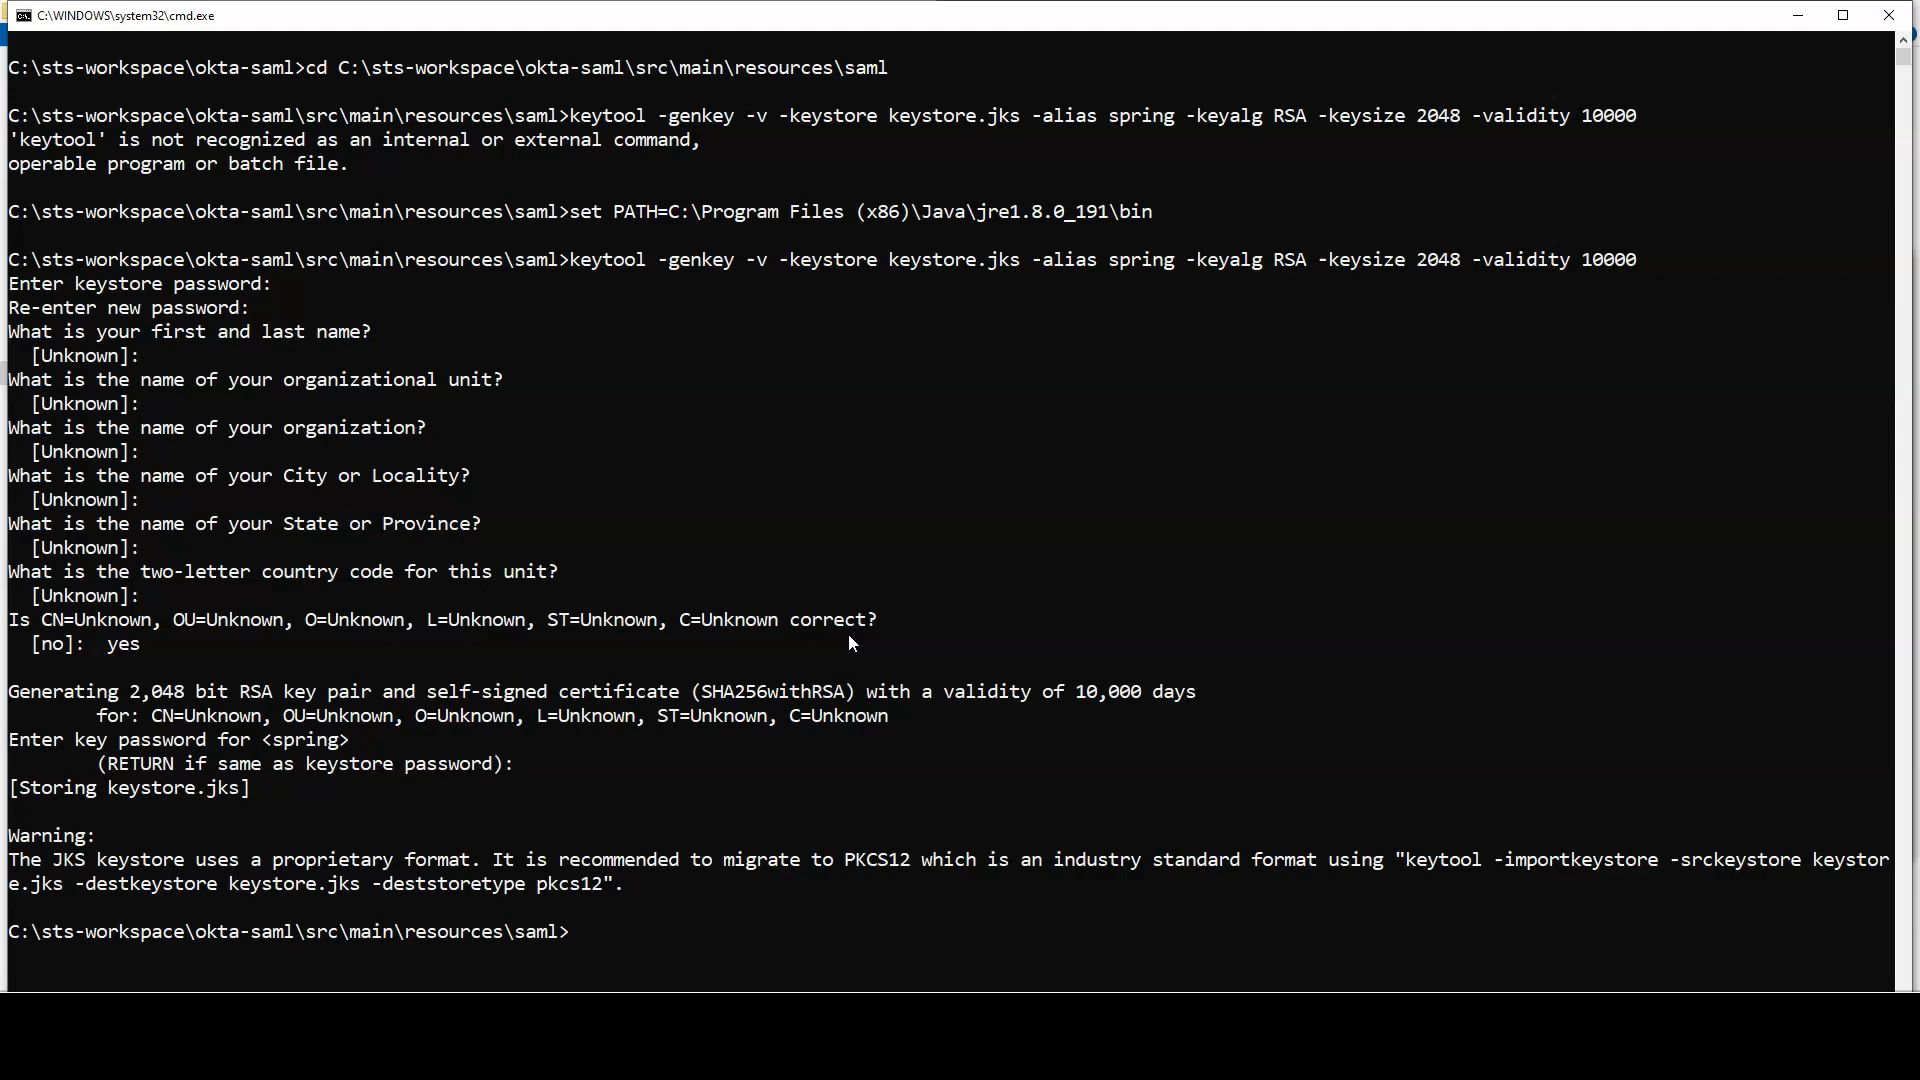 C:\WINDOWS\system32\cmd.exe
C:\sts-workspace\okta-saml>cd C:\sts-workspace\okta-saml\src\main\resources\saml
C:\sts-workspace\okta-saml\src\main\resources\saml>keytool -genkey -v -keystore keystore.jks -alias spring -keyalg RSA -keysize 2048 -validity 10000
'keytool' is not recognized as an internal or external command,
operable program or batch file.
C:\sts-workspace\okta-saml\src\main\resources\saml>set PATH=C:\Program Files (x86)\Java\jre1.8.0_191\bin
C:\sts-workspace\okta-saml\src\main\resources\saml>keytool -genkey -v -keystore keystore.jks -alias spring -keyalg RSA -keysize 2048 -validity 10000
Enter keystore password:
Re-enter new password:
What is your first and last name?
  [Unknown]:
What is the name of your organizational unit?
  [Unknown]:
What is the name of your organization?
  [Unknown]:
What is the name of your City or Locality?
  [Unknown]:
What is the name of your State or Province?
  [Unknown]:
What is the two-letter country code for this unit?
  [Unknown]:
Is CN=Unknown, OU=Unknown, O=Unknown, L=Unknown, ST=Unknown, C=Unknown correct?
  [no]:  yes
Generating 2,048 bit RSA key pair and self-signed certificate (SHA256withRSA) with a validity of 10,000 days
        for: CN=Unknown, OU=Unknown, O=Unknown, L=Unknown, ST=Unknown, C=Unknown
Enter key password for <spring>
        (RETURN if same as keystore password):
[Storing keystore.jks]
Warning:
The JKS keystore uses a proprietary format. It is recommended to migrate to PKCS12 which is an industry standard format using "keytool -importkeystore -srckeystore keystor
e.jks -destkeystore keystore.jks -deststoretype pkcs12".
C:\sts-workspace\okta-saml\src\main\resources\saml>